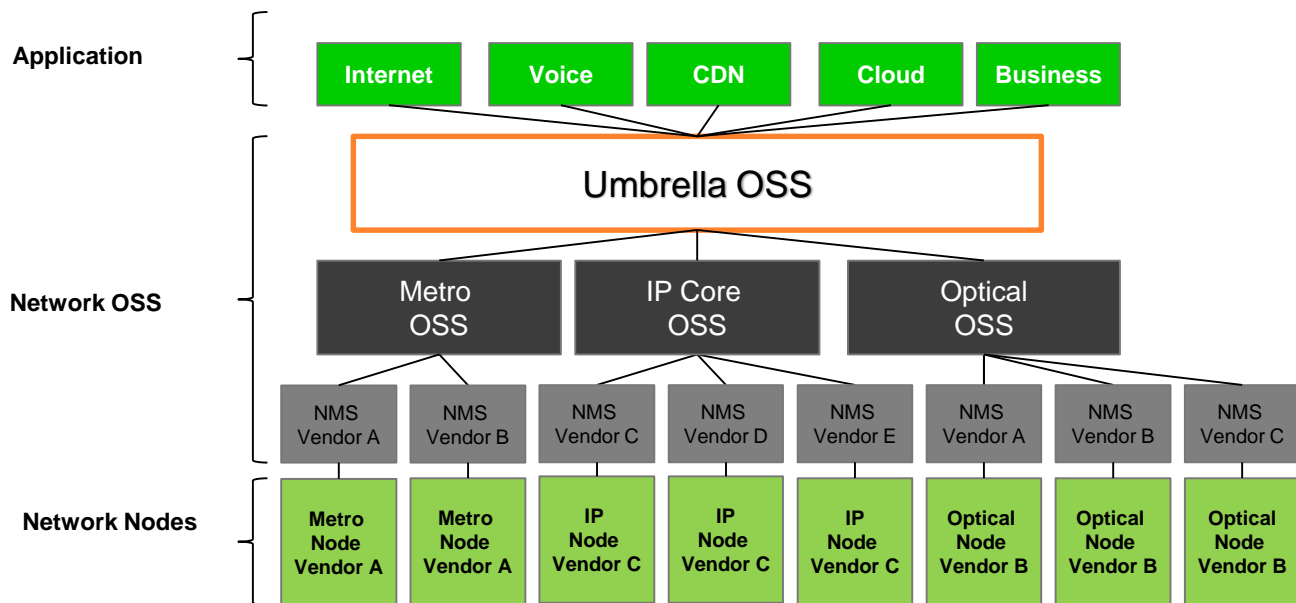 Application
Internet
Voice
CDN
Cloud
Business
Umbrella OSS
Network OSS
Metro
OSS
IP Core
OSS
Optical
OSS
NMS
Vendor A
NMS
Vendor B
NMS
Vendor C
NMS
Vendor D
NMS
Vendor E
NMS
Vendor A
NMS
Vendor B
NMS
Vendor C
Network Nodes
Metro
Node
Vendor A
Metro
Node
Vendor A
IP
Node
Vendor C
IP
Node
Vendor C
IP
Node
Vendor C
Optical
Node
Vendor B
Optical
Node
Vendor B
Optical
Node
Vendor B